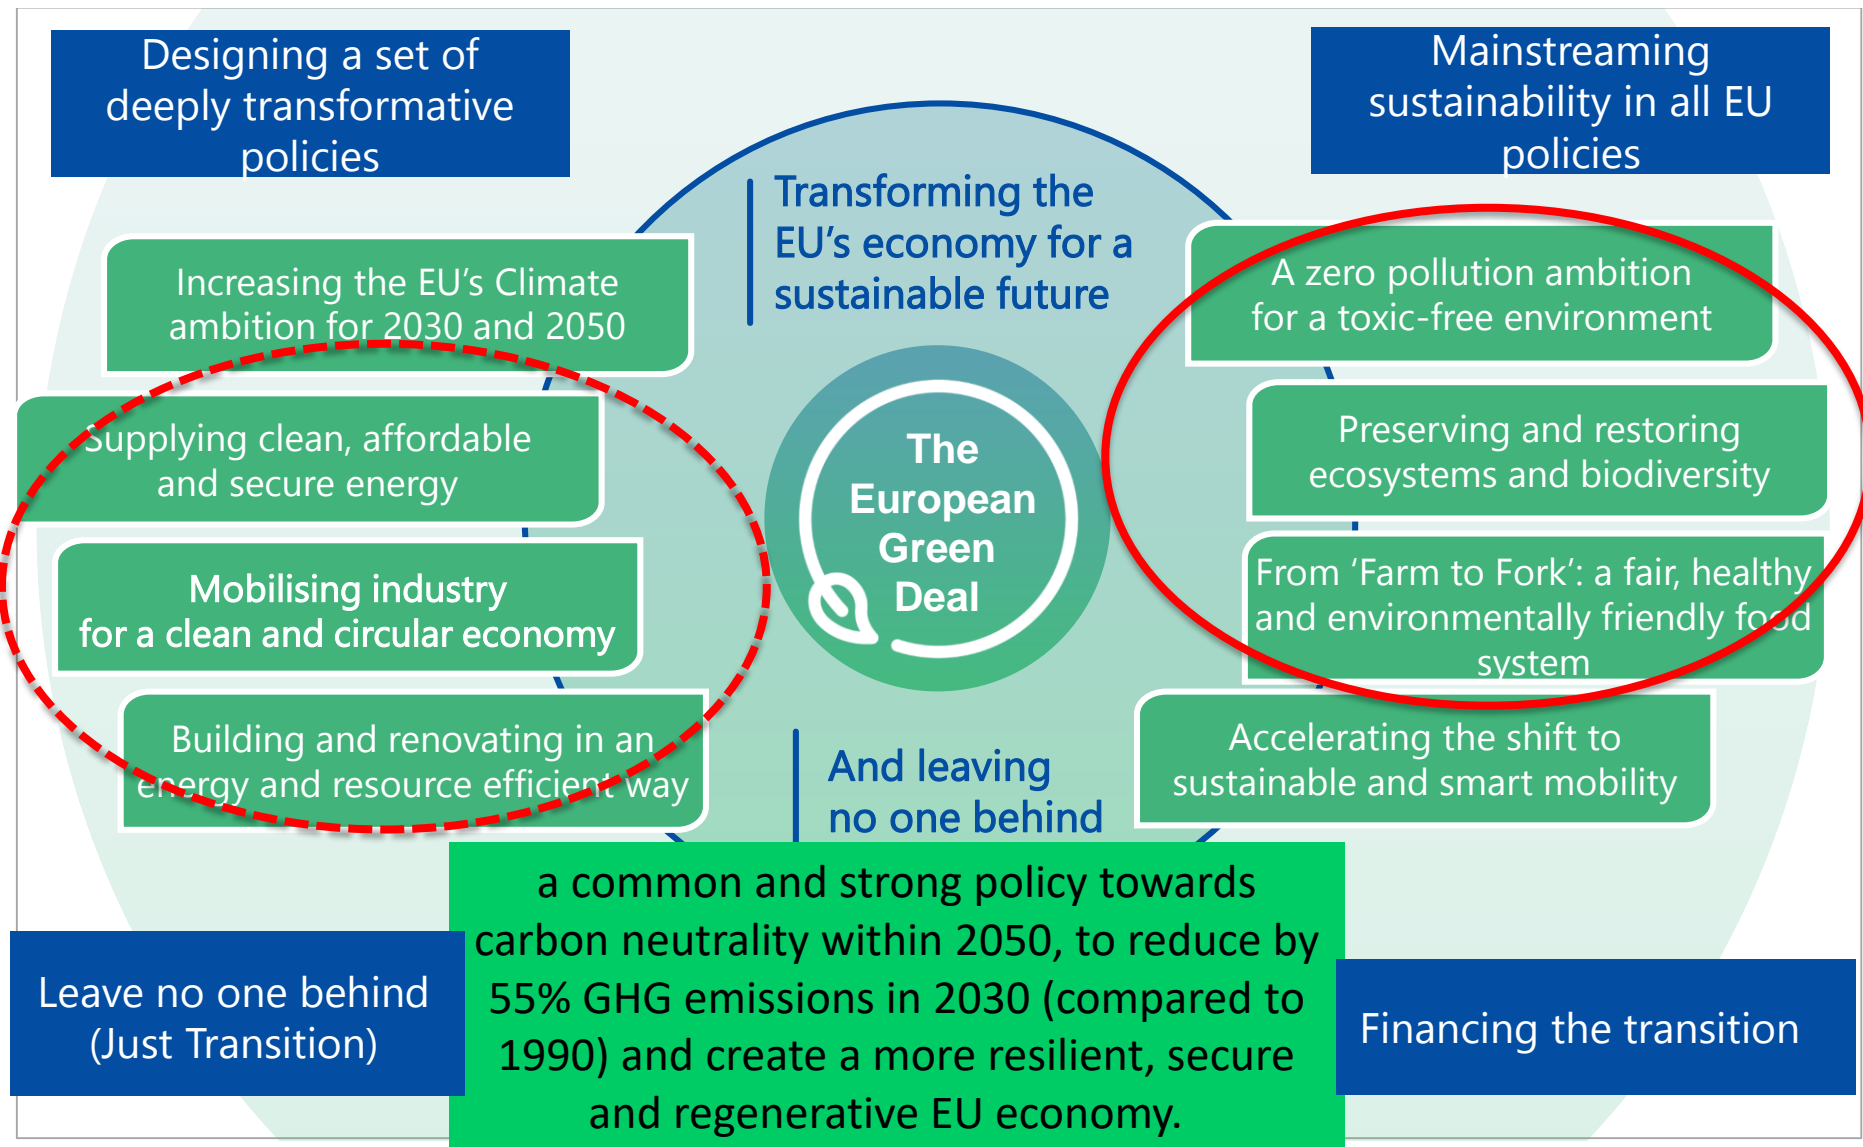 Designing a set of
deeply transformative
policies
Mainstreaming
sustainability in all EU
policies
Transforming the
EU’s economy for a
sustainable future
Increasing the EU’s Climate
ambition for 2030 and 2050
Supplying clean, affordable
and secure energy
Mobilising industry
for a clean and circular economy
Building and renovating in an
energy and resource efficient way
The
European
Green
Deal
A zero pollution ambition
for a toxic-free environment
Preserving and restoring
ecosystems and biodiversity
From ‘Farm to Fork’: a fair, healthy
and environmentally friendly food
system
Accelerating the shift to
sustainable and smart mobility
And leaving
no one behind
a common and strong policy towards
carbon neutrality within 2050, to reduce by
55% GHG emissions in 2030 (compared to
1990) and create a more resilient, secure
and regenerative EU economy.
Leave no one behind
(Just Transition)
Financing the transition